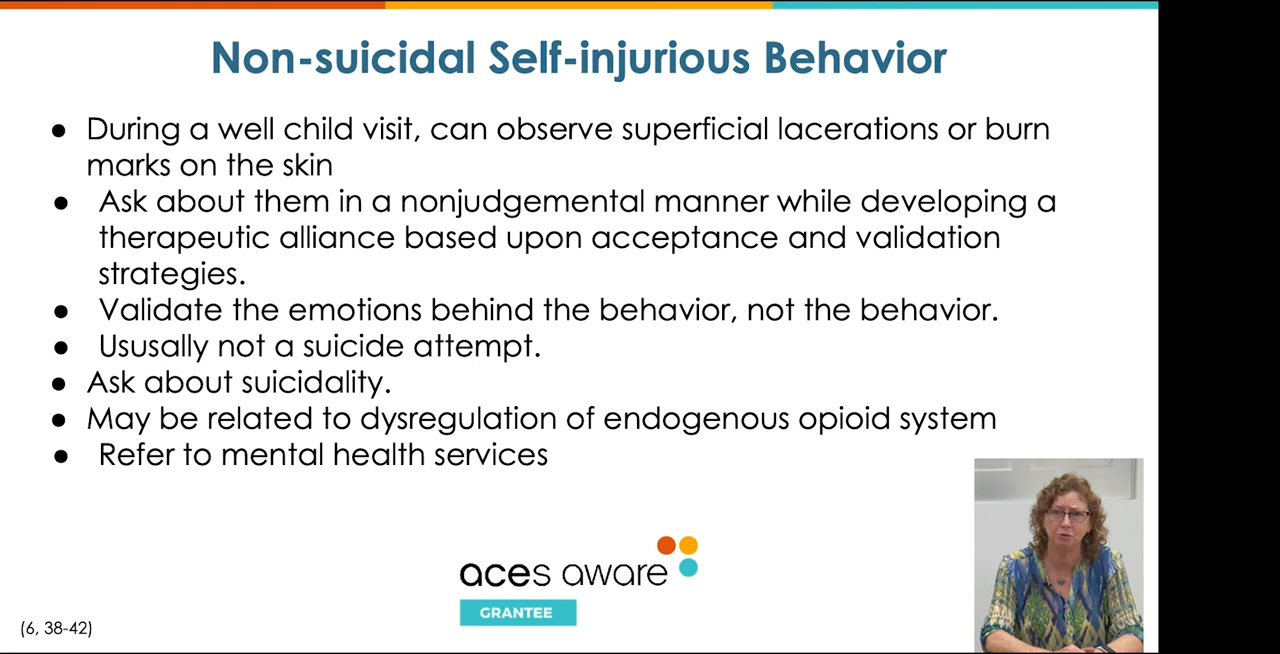 Non-suicidal Self-injurious Behavior
● During a well child visit, can observe superficial lacerations or burn
marks on the skin
● Ask about them in a nonjudgemental manner while developing a
therapeutic alliance based upon acceptance and validation
strategies.
● Validate the emotions behind the behavior, not the behavior.
● Ususally not a suicide attempt.
● Ask about suicidality.
● May be related to dysregulation of endogenous opioid system
● Refer to mental health services
aces aware
GRANTEE
(6, 38-42)